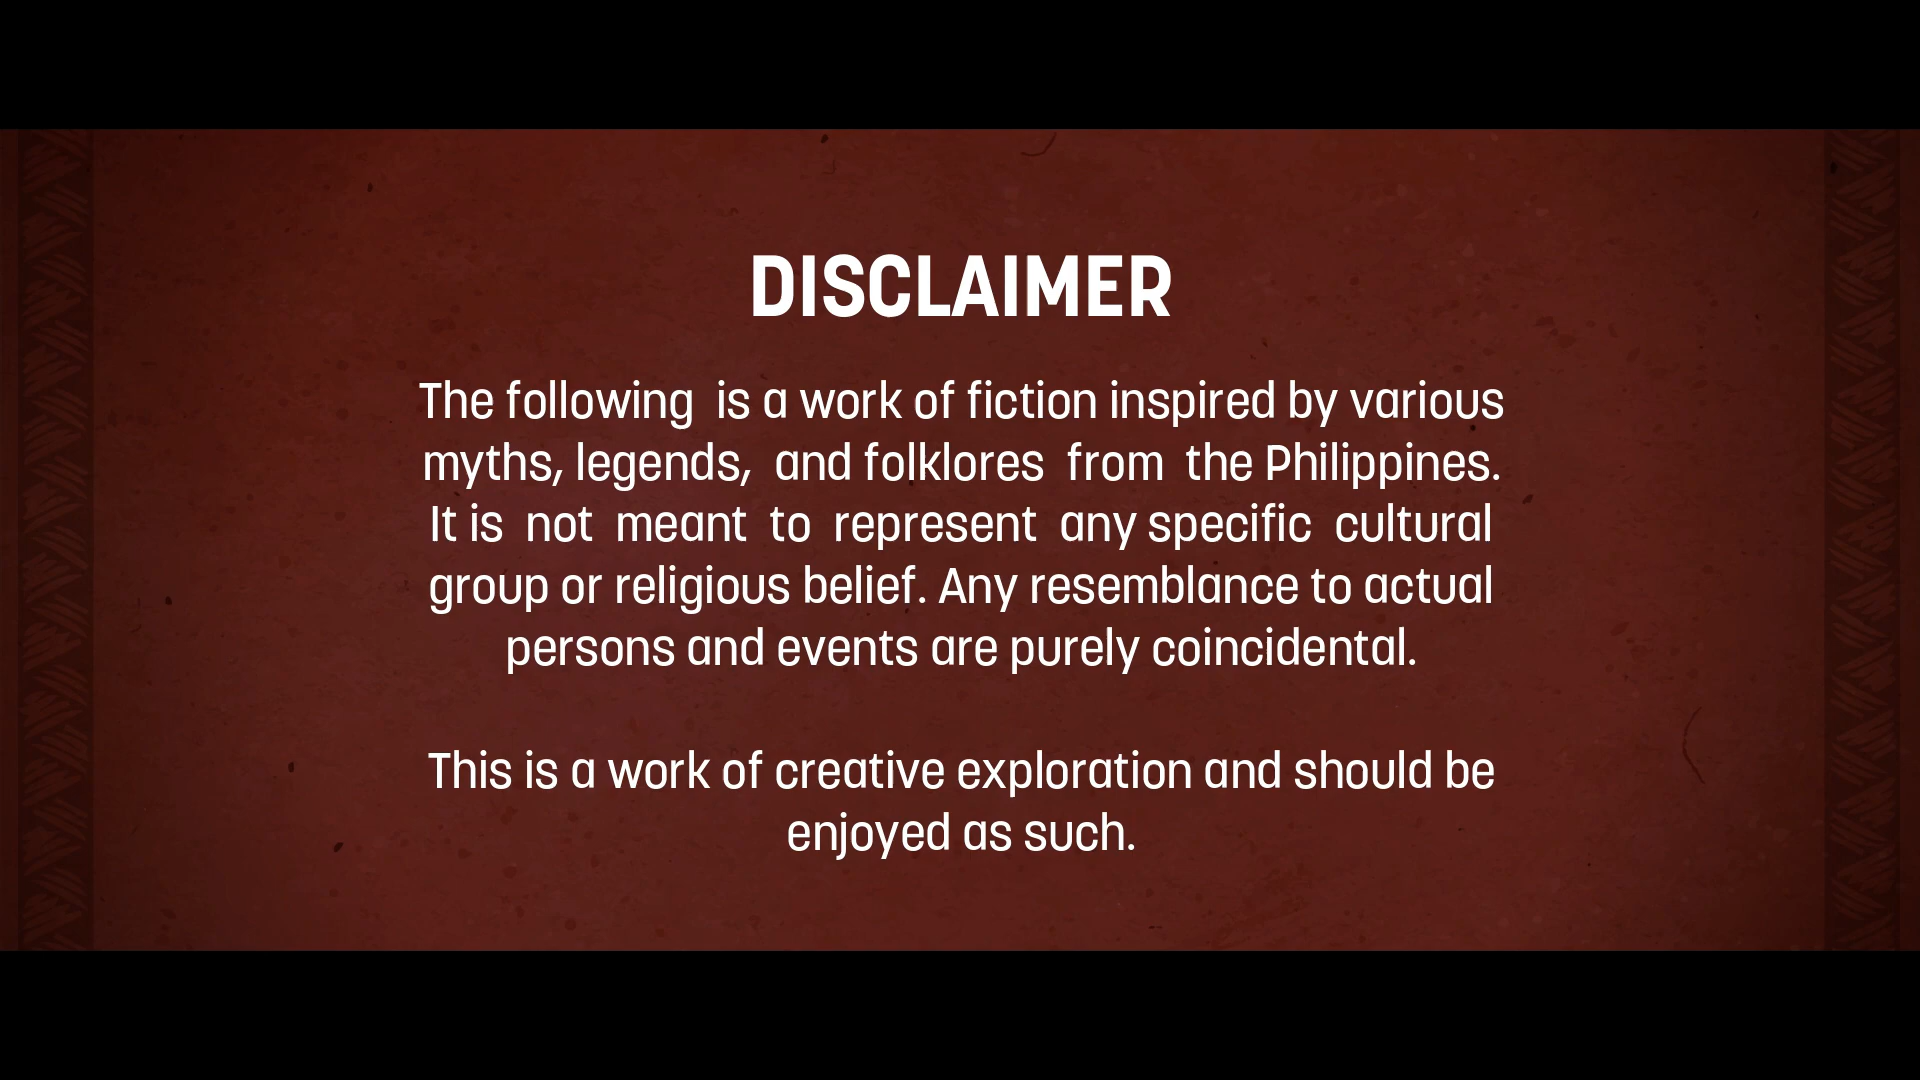 DISCLAIMER
The following is a work of fiction inspired by various
myths, legends, and folklores from the Philippines.
It is not meant to represent any specific cultural
group or religious belief. Any resemblance to actual
persons and events are purely coincidental.
This is a work of creative exploration and should be
enjoyed as such.